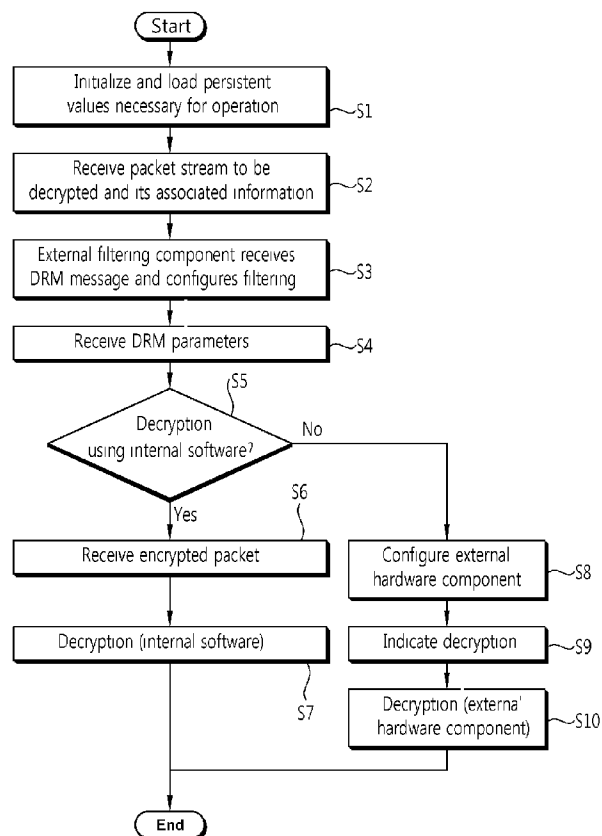 Start
Initialize and load persistent
values necessary for operation
S1
Receive packet stream to be
decrypted and its associated information
S2
External filtering component receives
DRM message and configures filtering
S3
Receive DRM parameters
S4
S5
Decryption
using internal software?
No
Yes
S6
Receive encrypted packet
Configure external
hardware component
S8
Decryption (internal software)
S7
Indicate decryption
S9
Decryption (external
hardware component)
S10
End